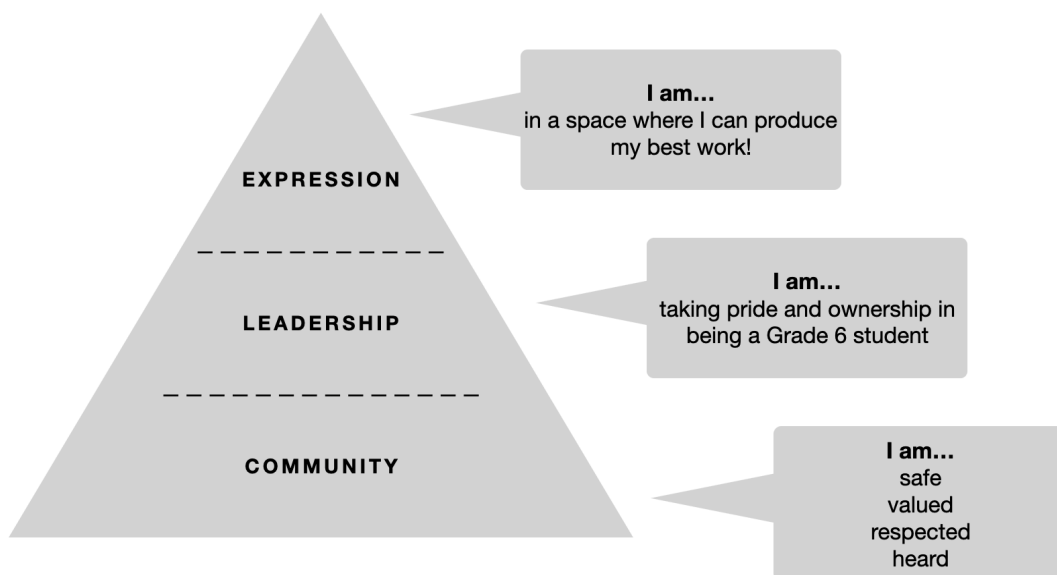 I am...
in a space where I can produce
my best work!
EXPRESSION
I am...
taking pride and ownership in
being a Grade 6 student
LEADERSHIP
I am...
safe
valued
respected
heard
COMMUNITY